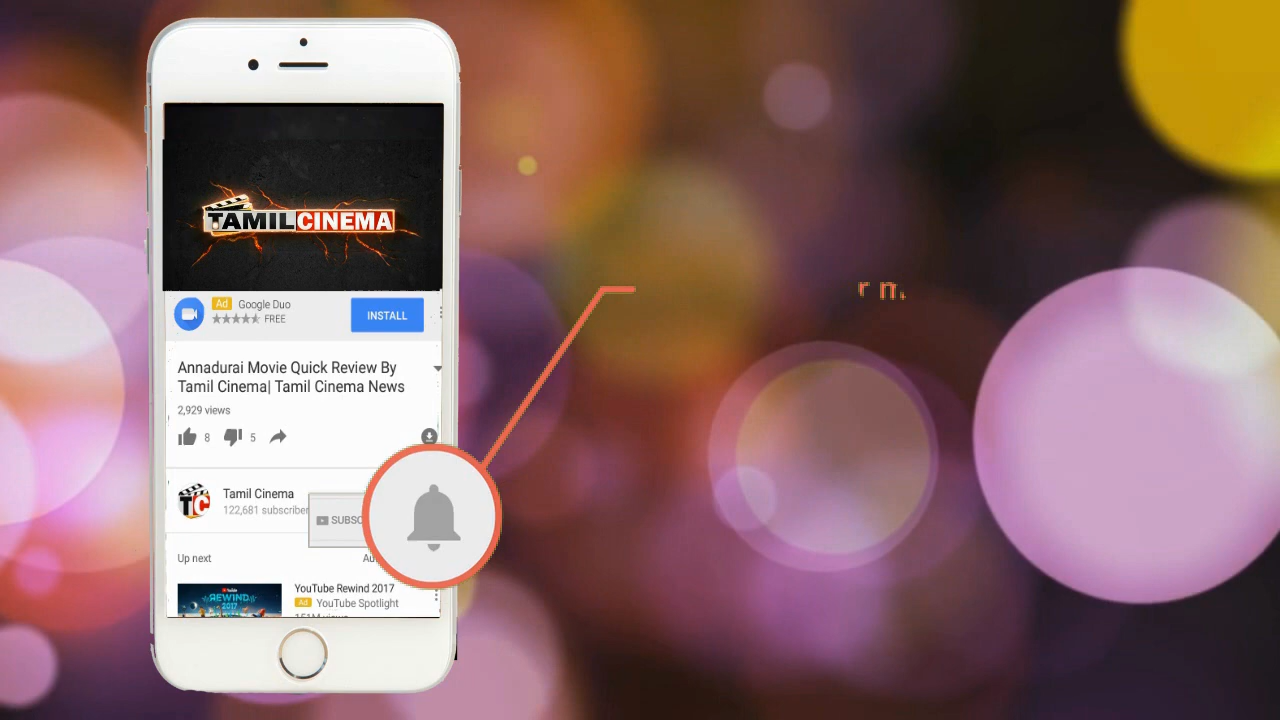 TAMILCINEMA
Ad Google Duo
FREE
INSTALL
Annadurai Movie Quick Review By
Tamil Cinema| Tamil Cinema News
2,929 views
8 5
Tamil Cinema
122,681 subscriber
SUBSC
Up next Au
REWIND
2017
YouTube Rewind 2017
Ad YouTube Spotlight
r n.